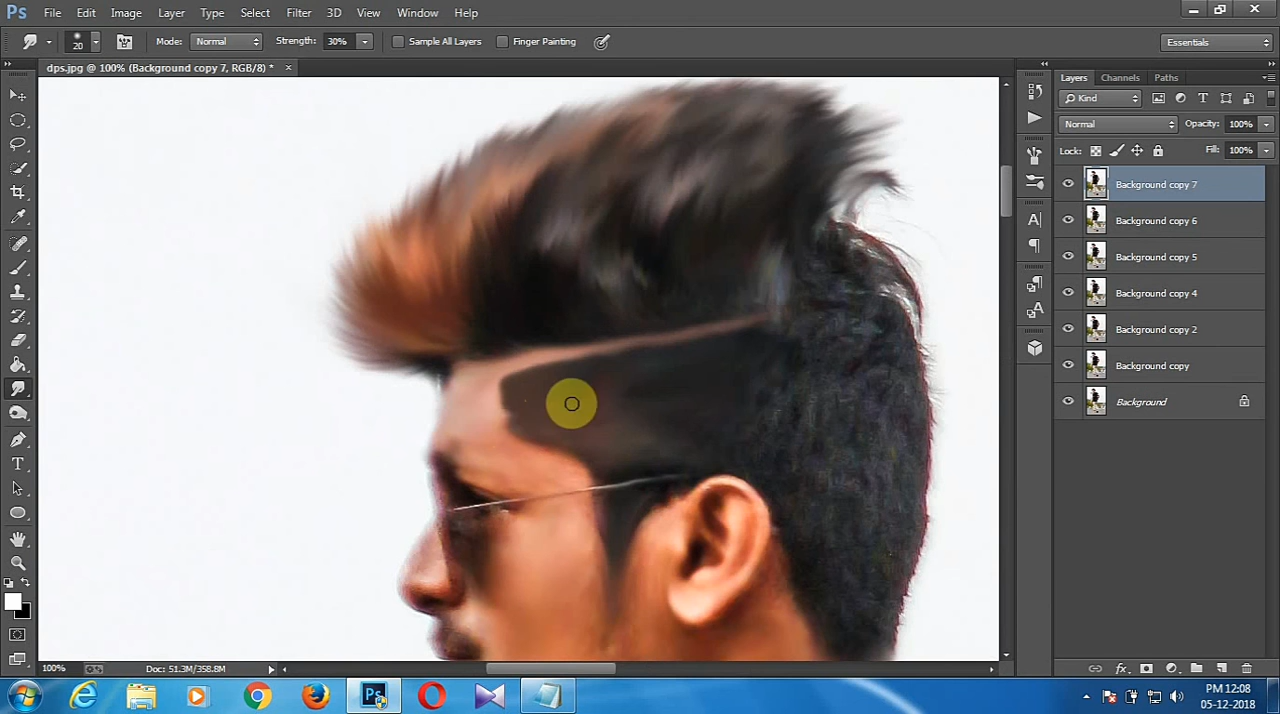 Ps File Edit Image Layer Type Select Filter 3D View Window Help
20 Mode: Normal Strength: 30% Sample All Layers Finger Painting Essentials
dps.jpg @ 100% (Background copy 7, RGB/8) *
Layers Channels Paths
Kind
Normal Opacity: 100%
Lock: Fill: 100%
Background copy 7
Background copy 6
Background copy 5
Background copy 4
Background copy 2
Background copy
Background
100% Doc: 51.3M/358.8M
PM 12:08
05-12-2018